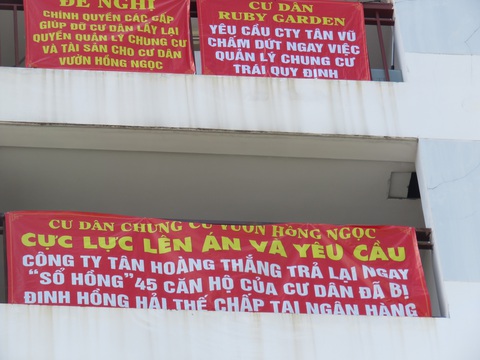 ĐỀ NGHỊ
CHÍNH QUYỀN CÁC CẤP
GIÚP ĐỠ CƯ DÂN LẤY LẠI
QUYỀN QUẢN LÝ CHUNG CƯ
VÀ TÀI SẢN CHO CƯ DÂN
VƯỜN HỒNG NGỌC
CƯ DÂN
RUBY GARDEN
YÊU CẦU CTY TÂN VŨ
CHẤM DỨT NGAY VIỆC
QUẢN LÝ CHUNG CƯ
TRÁI QUY ĐỊNH
CƯ DÂN CHUNG CƯ VƯỜN HỒNG NGỌC
CỰC LỰC LÊN ÁN VÀ YÊU CẦU
CÔNG TY TÂN HOÀNG THẮNG TRẢ LẠI NGAY
“SỔ HỒNG” 45 CĂN HỘ CỦA CƯ DÂN ĐÃ BỊ
ĐINH HỒNG HẢI THẾ CHẤP TẠI NGÂN HÀNG